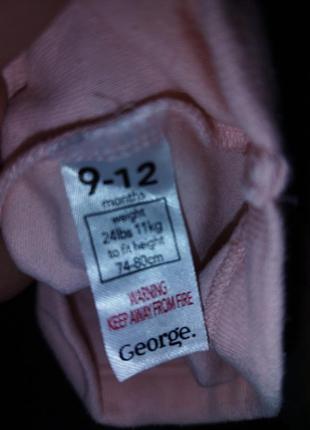 9-12
months
weight
24lbs 11kg
to fit height
74-80cm
WARNING
KEEP AWAY FROM FIRE
George.